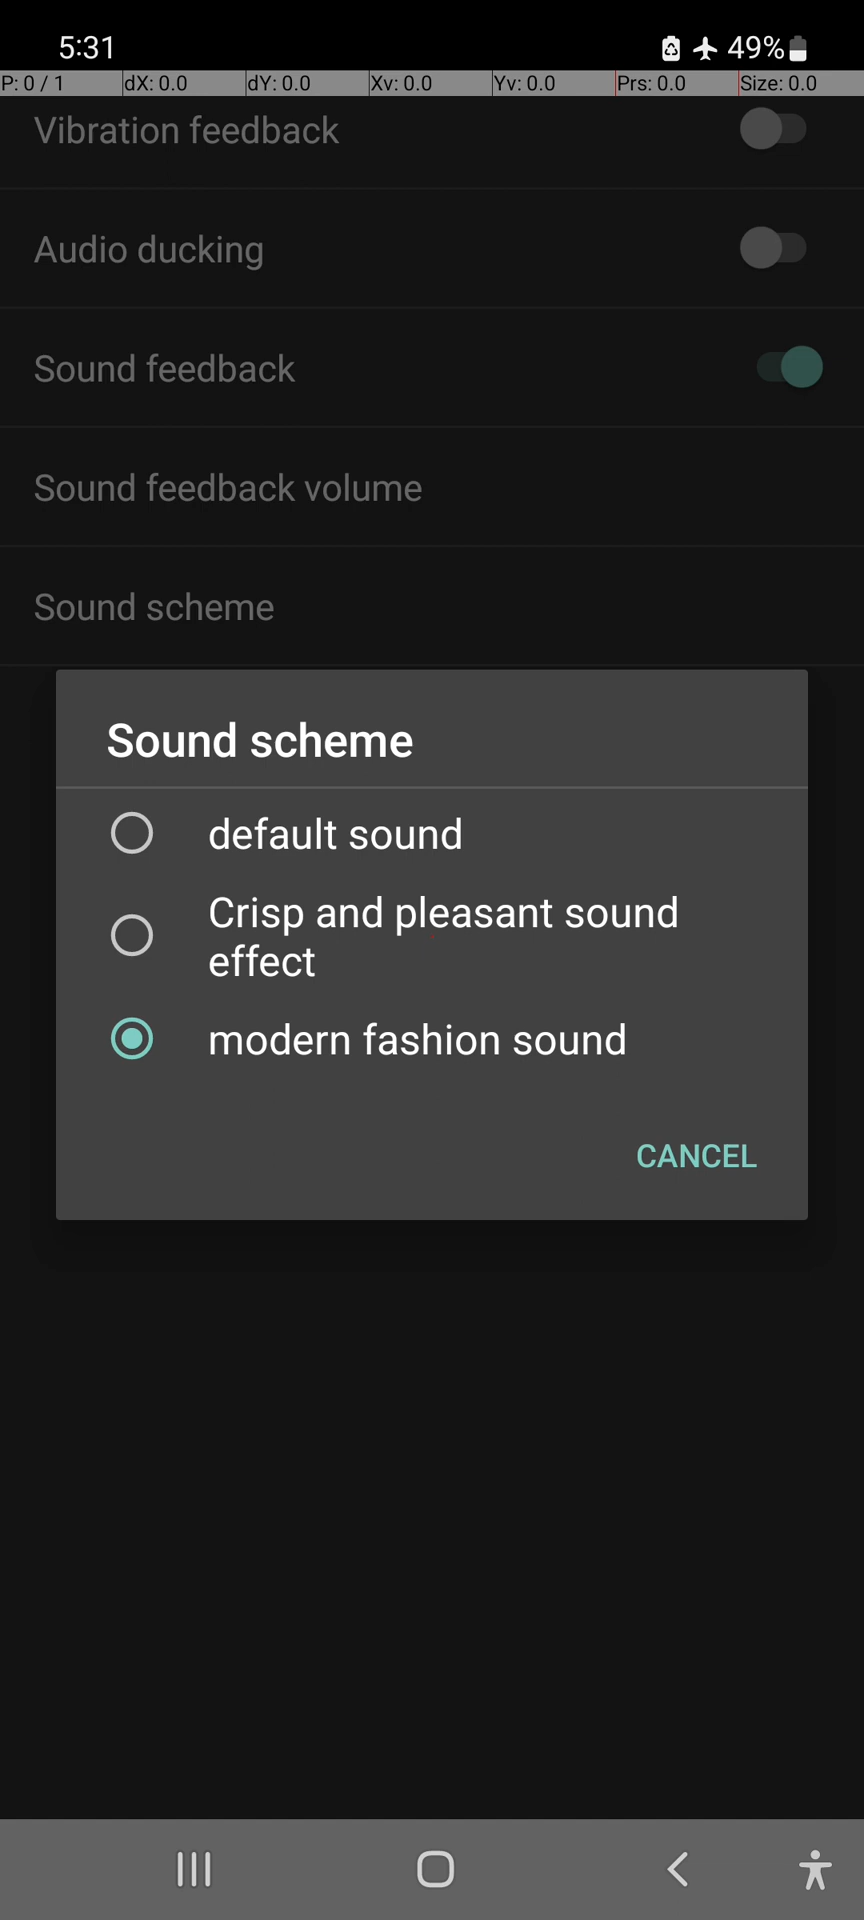 5:31
49%
P: 0 / 1
dX: 0.0
dY: 0.0
Xv: 0.0
Yv: 0.0
Prs: 0.0
Size: 0.0
Vibration feedback
Audio ducking
Sound feedback
Sound feedback volume
Sound scheme
Sound scheme
default sound
Crisp and pleasant sound
effect
modern fashion sound
CANCEL